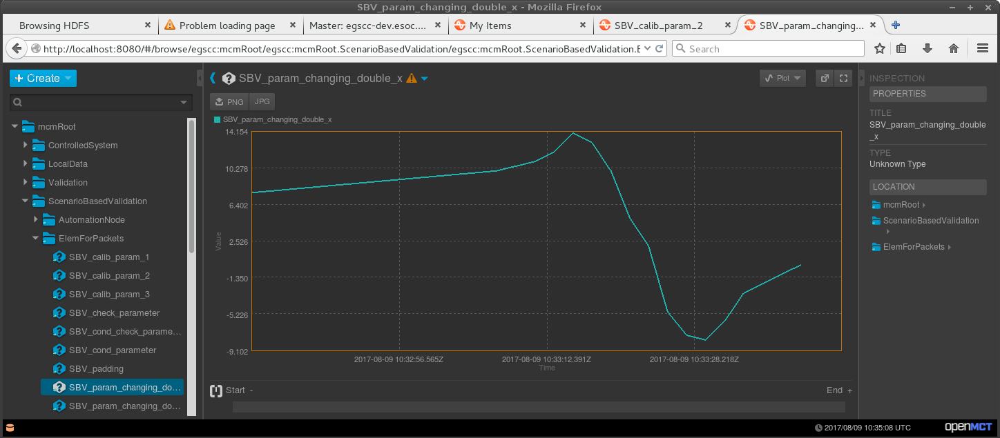 SBV_param_changing_double_x - Mozilla Firefox
Browsing HDFS
Problem loading page
Master: egscc-dev.esoc....
My Items
SBV_calib_param_2
SBV_param_changing...
http://localhost:8080/#/browse/egscc:mcmRoot/egscc:mcmRoot.ScenarioBasedValidation/egscc:mcmRoot.ScenarioBasedValidation.E
Search
Create
mcmRoot
ControlledSystem
LocalData
Validation
ScenarioBasedValidation
AutomationNode
ElemForPackets
SBV_calib_param_1
SBV_calib_param_2
SBV_calib_param_3
SBV_check_parameter
SBV_cond_check_parame...
SBV_cond_parameter
SBV_padding
SBV_param_changing_do...
SBV_param_changing_do...
SBV_param_changing_double_x
Plot
PNG JPG
SBV_param_changing_double_x
14.154
10.278
6.402
2.526
-1.350
-5.226
-9.102
Value
2017-08-09 10:32:56.565Z
2017-08-09 10:33:12.391Z
2017-08-09 10:33:28.218Z
Time
Start -
End +
INSPECTION
PROPERTIES
TITLE
SBV_param_changing_double
_x
TYPE
Unknown Type
LOCATION
mcmRoot
ScenarioBasedValidation
ElemForPackets
2017/08/09 10:35:08 UTC
openMCT